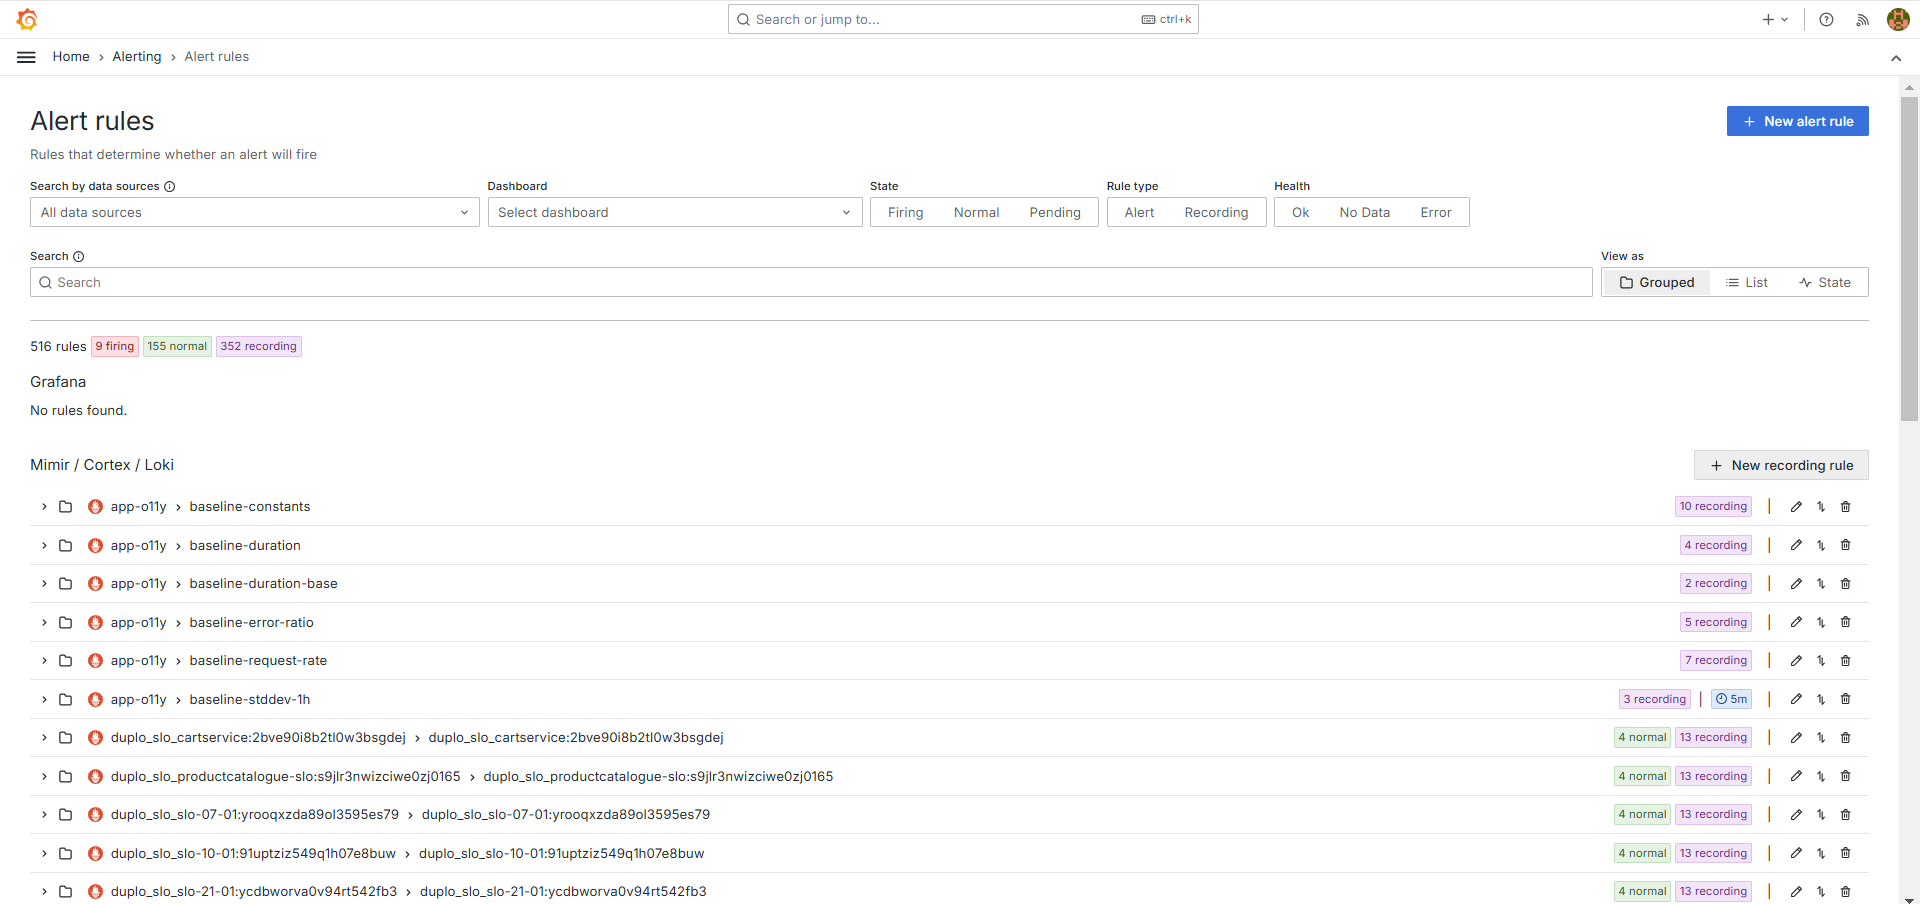 Search or jump to... ctrl+k
Home › Alerting › Alert rules
Alert rules
+ New alert rule
Rules that determine whether an alert will fire
Search by data sources Dashboard State Rule type Health
All data sources Select dashboard Firing Normal Pending Alert Recording Ok No Data Error
Search View as
Search Grouped List State
516 rules 9 firing 155 normal 352 recording
Grafana
No rules found.
Mimir / Cortex / Loki + New recording rule
app-o11y › baseline-constants 10 recording
app-o11y › baseline-duration 4 recording
app-o11y › baseline-duration-base 2 recording
app-o11y › baseline-error-ratio 5 recording
app-o11y › baseline-request-rate 7 recording
app-o11y › baseline-stddev-1h 3 recording | 5m
duplo_slo_cartservice:2bve90i8b2tl0w3bsgdej › duplo_slo_cartservice:2bve90i8b2tl0w3bsgdej 4 normal 13 recording
duplo_slo_productcatalogue-slo:s9jlr3nwizciwe0zj0165 › duplo_slo_productcatalogue-slo:s9jlr3nwizciwe0zj0165 4 normal 13 recording
duplo_slo_slo-07-01:yrooqxzda89ol3595es79 › duplo_slo_slo-07-01:yrooqxzda89ol3595es79 4 normal 13 recording
duplo_slo_slo-10-01:91uptziz549q1h07e8buw › duplo_slo_slo-10-01:91uptziz549q1h07e8buw 4 normal 13 recording
duplo_slo_slo-21-01:ycdbworva0v94rt542fb3 › duplo_slo_slo-21-01:ycdbworva0v94rt542fb3 4 normal 13 recording